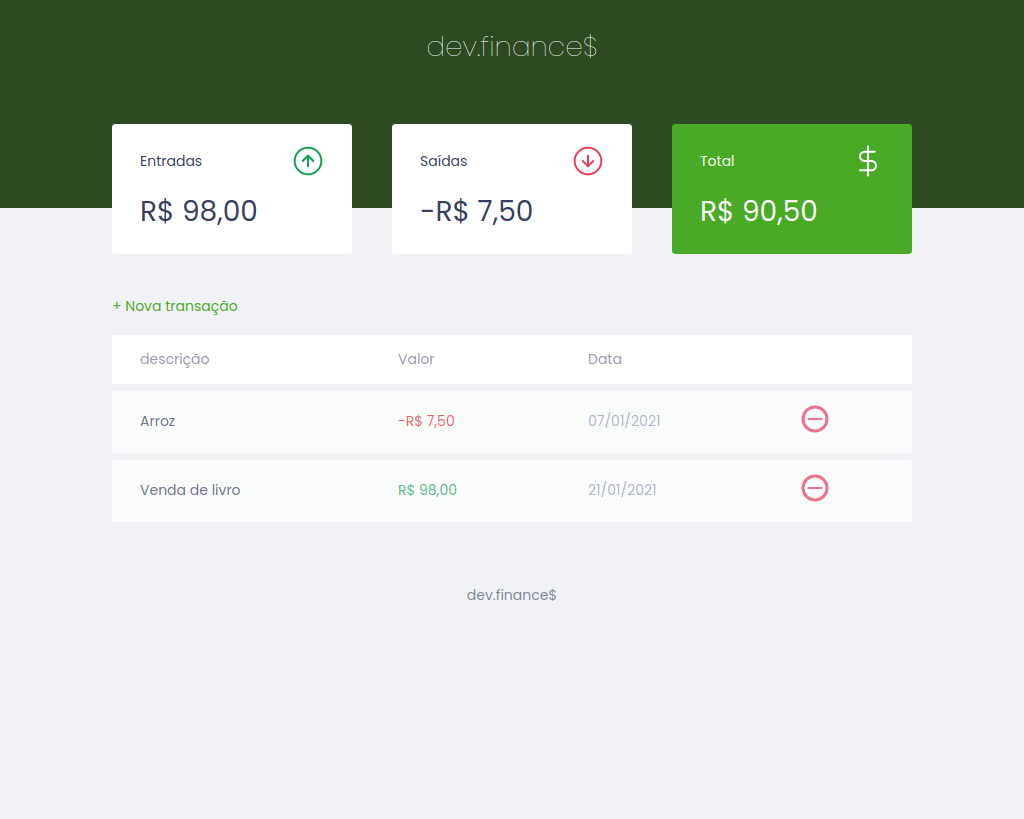 dev.finance$
Entradas
R$ 98,00
Saídas
-R$ 7,50
Total
$
R$ 90,50
+ Nova transação
descrição Valor Data
Arroz -R$ 7,50 07/01/2021
Venda de livro R$ 98,00 21/01/2021
dev.finance$